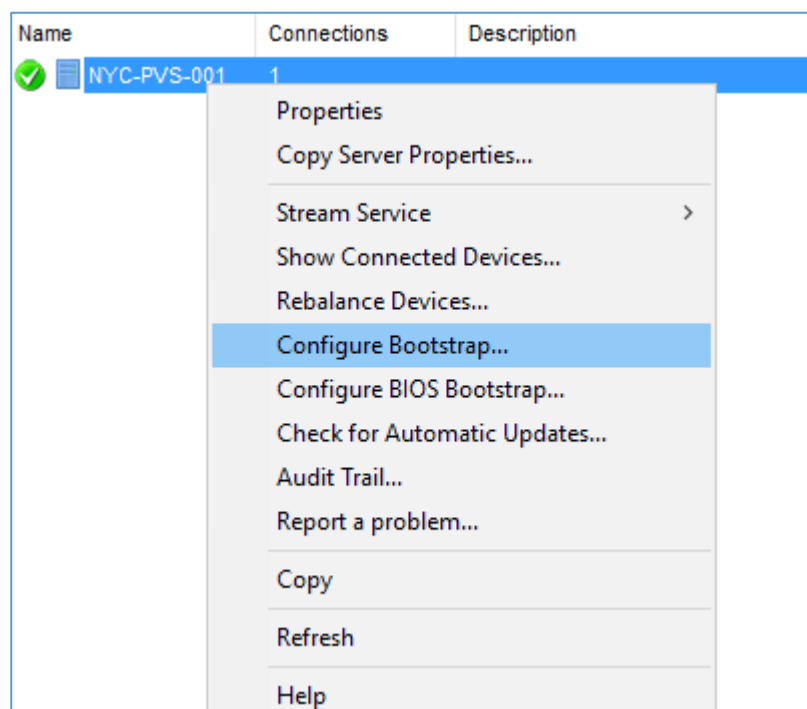 Name Connections Description
NYC-PVS-001 1
Properties
Copy Server Properties...
Stream Service
Show Connected Devices...
Rebalance Devices...
Configure Bootstrap...
Configure BIOS Bootstrap...
Check for Automatic Updates...
Audit Trail...
Report a problem...
Copy
Refresh
Help